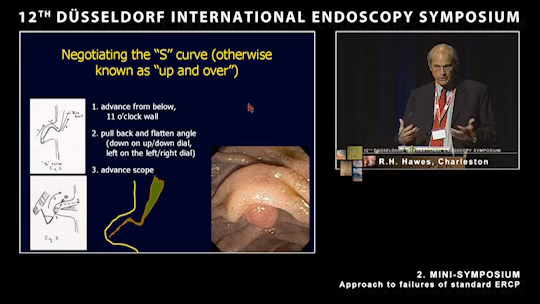 12TH DÜSSELDORF INTERNATIONAL ENDOSCOPY SYMPOSIUM
Negotiating the “S” curve (otherwise
known as “up and over”)
1. advance from below,
11 o'clock wall
2. pull back and flatten angle
(down on up/down dial,
left on the left/right dial)
3. advance scope
Fig. 3
R.H. Hawes, Charleston
2. MINI-SYMPOSIUM
Approach to failures of standard ERCP